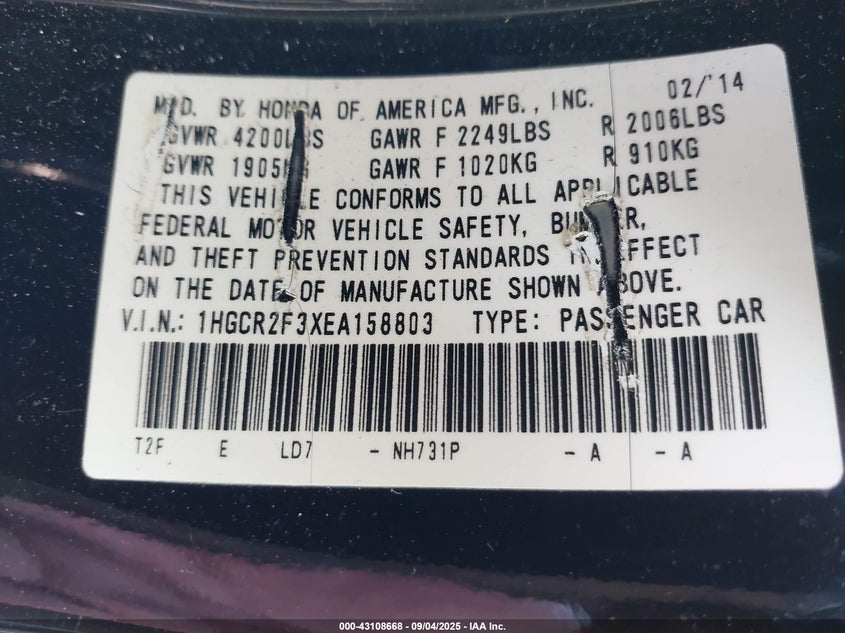 MFD. BY HONDA OF AMERICA MFG., INC. 02/'14
GVWR 4200LBS GAWR F 2249LBS R 2006LBS
GVWR 1905KG GAWR F 1020KG R 910KG
THIS VEHICLE CONFORMS TO ALL APPLICABLE
FEDERAL MOTOR VEHICLE SAFETY, BUMPER,
AND THEFT PREVENTION STANDARDS IN EFFECT
ON THE DATE OF MANUFACTURE SHOWN ABOVE.
V.I.N.: 1HGCR2F3XEA158803 TYPE: PASSENGER CAR
T2F E LD7 - NH731P - A - A
000-43108668 - 09/04/2025 - IAA Inc.